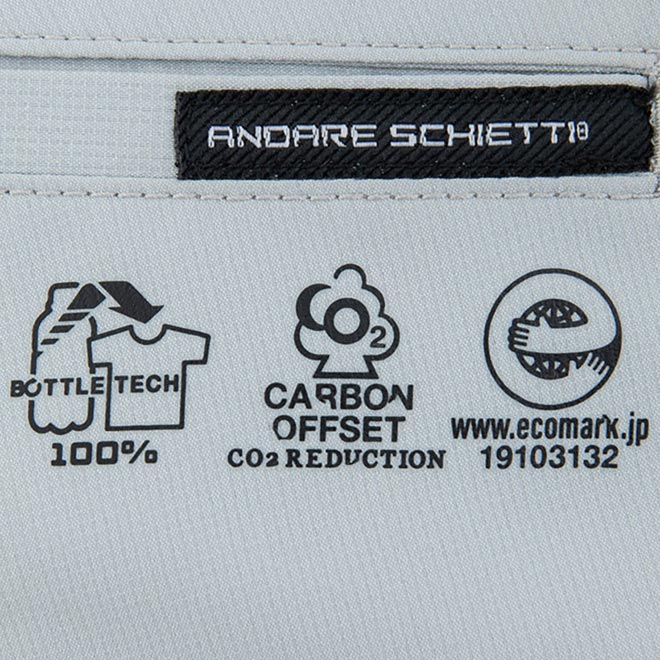 ANDARE SCHIETTI®
BOTTLE TECH
100%
CO2
CARBON
OFFSET
CO2 REDUCTION
www.ecomark.jp
19103132